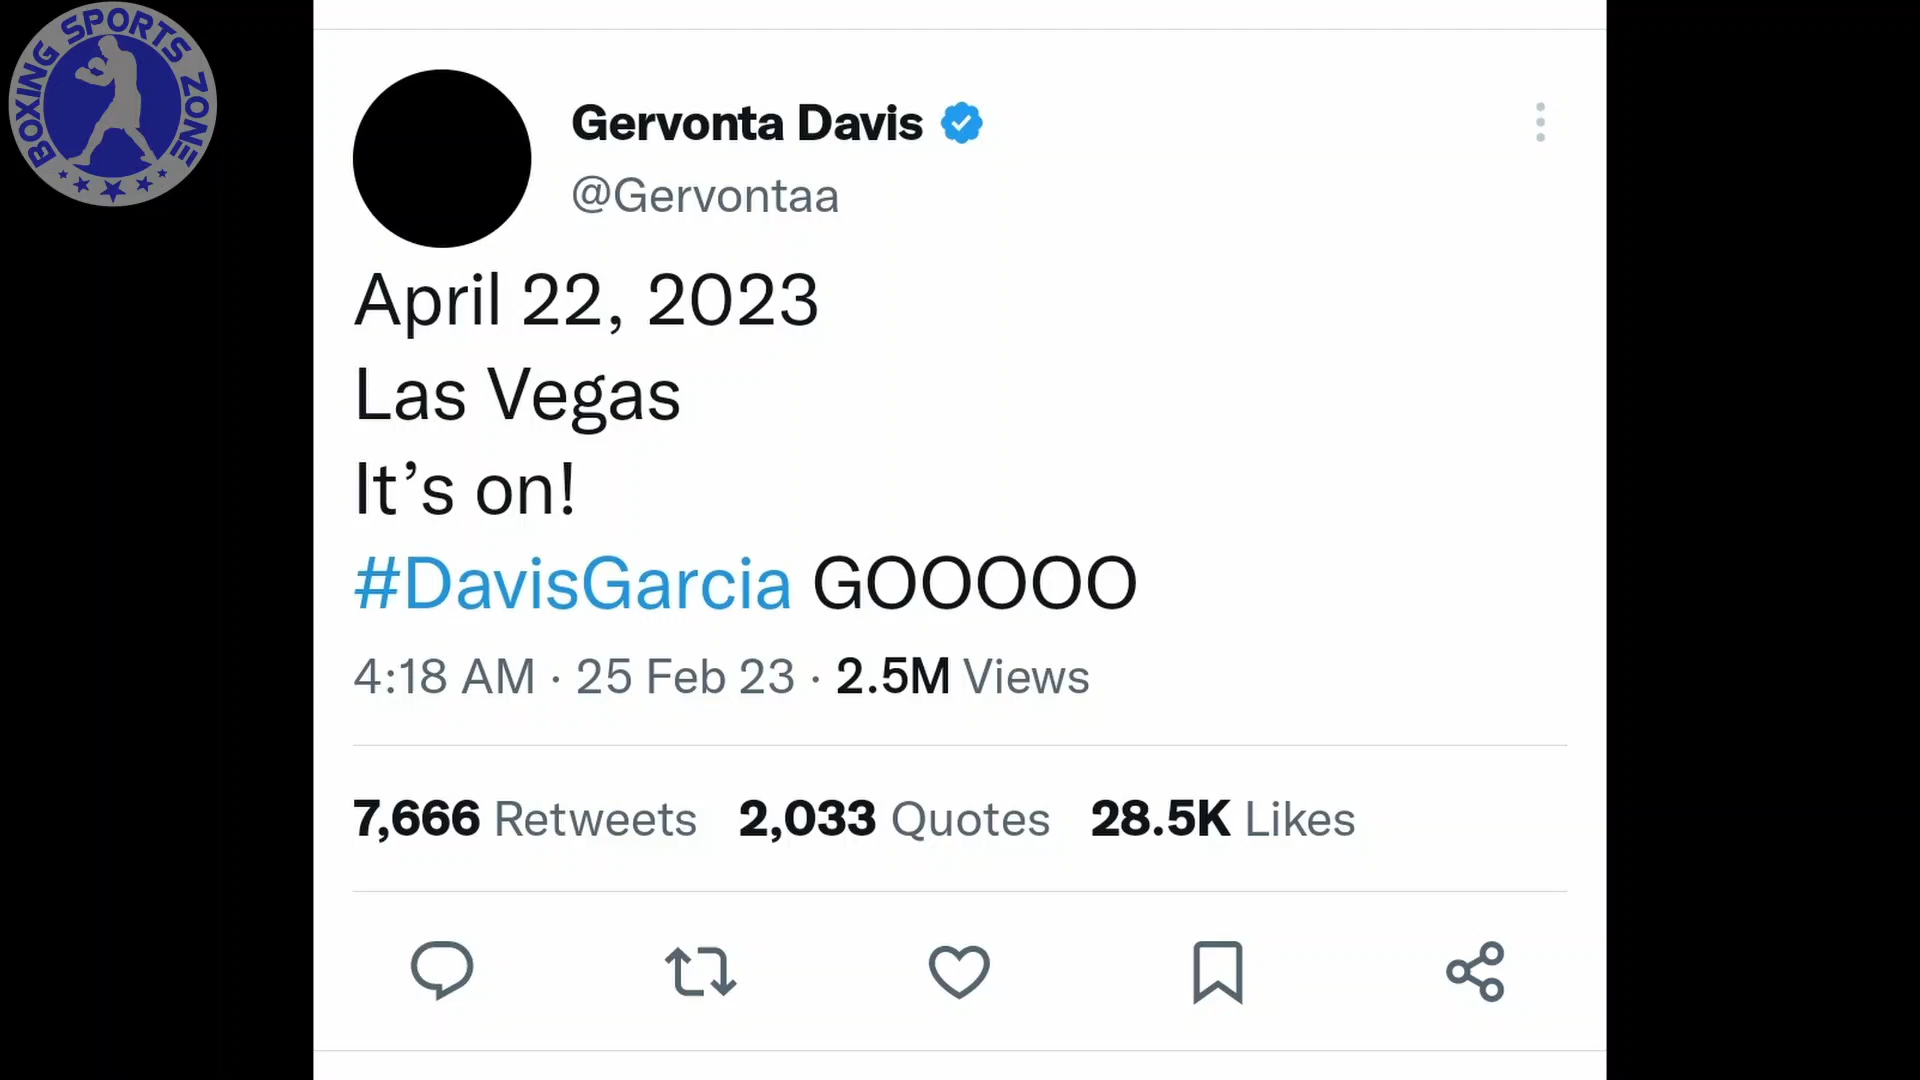 BOXING SPORTS ZONE
Gervonta Davis
@Gervontaa
April 22, 2023
Las Vegas
It’s on!
#DavisGarcia GOOOOO
4:18 AM · 25 Feb 23 · 2.5M Views
7,666 Retweets 2,033 Quotes 28.5K Likes